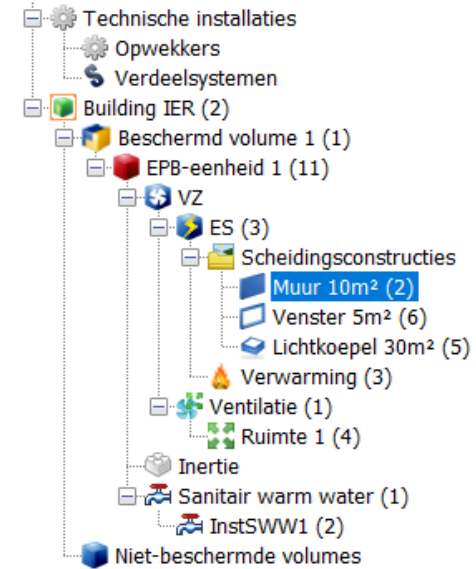 Technische installaties
Opwekkers
Verdeelsystemen
Building IER (2)
Beschermd volume 1 (1)
EPB-eenheid 1 (11)
VZ
ES (3)
Scheidingsconstructies
Muur 10m² (2)
Venster 5m² (6)
Lichtkoepel 30m² (5)
Verwarming (3)
Ventilatie (1)
Ruimte 1 (4)
Inertie
Sanitair warm water (1)
InstSWW1 (2)
Niet-beschermde volumes